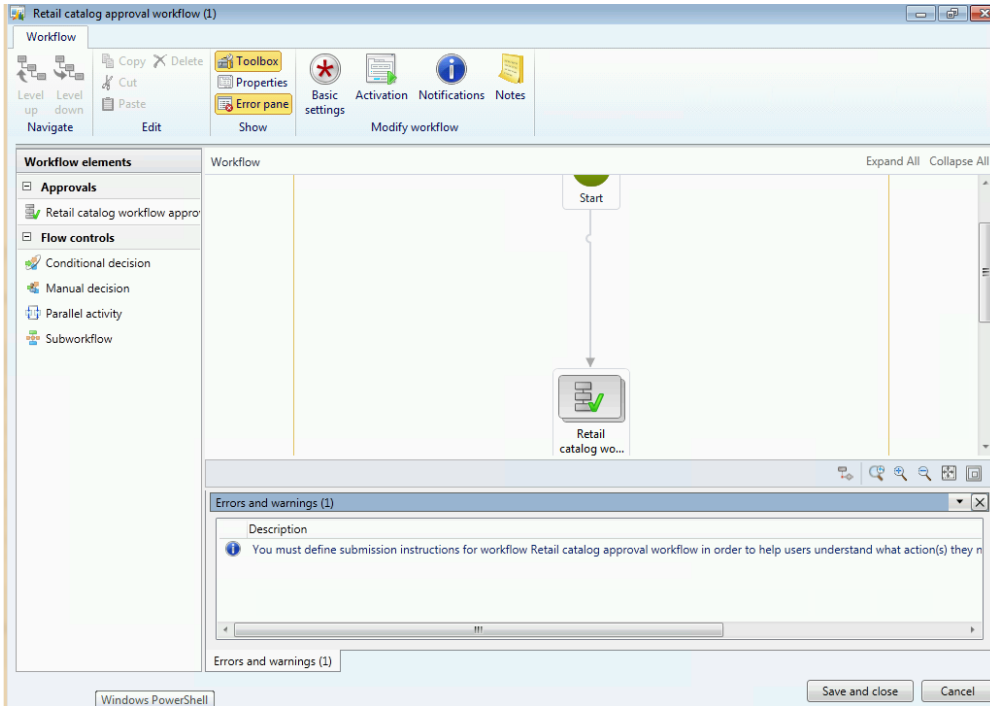 Retail catalog approval workflow (1)
Workflow
Level up
Level down
Navigate
Copy
Delete
Cut
Paste
Edit
Toolbox
Properties
Error pane
Show
Basic settings
Activation
Notifications
Notes
Modify workflow
Workflow elements
Approvals
Retail catalog workflow appro
Flow controls
Conditional decision
Manual decision
Parallel activity
Subworkflow
Workflow
Expand All
Collapse All
Start
Retail
catalog wo...
Errors and warnings (1)
Description
You must define submission instructions for workflow Retail catalog approval workflow in order to help users understand what action(s) they n
Errors and warnings (1)
Windows PowerShell
Save and close
Cancel